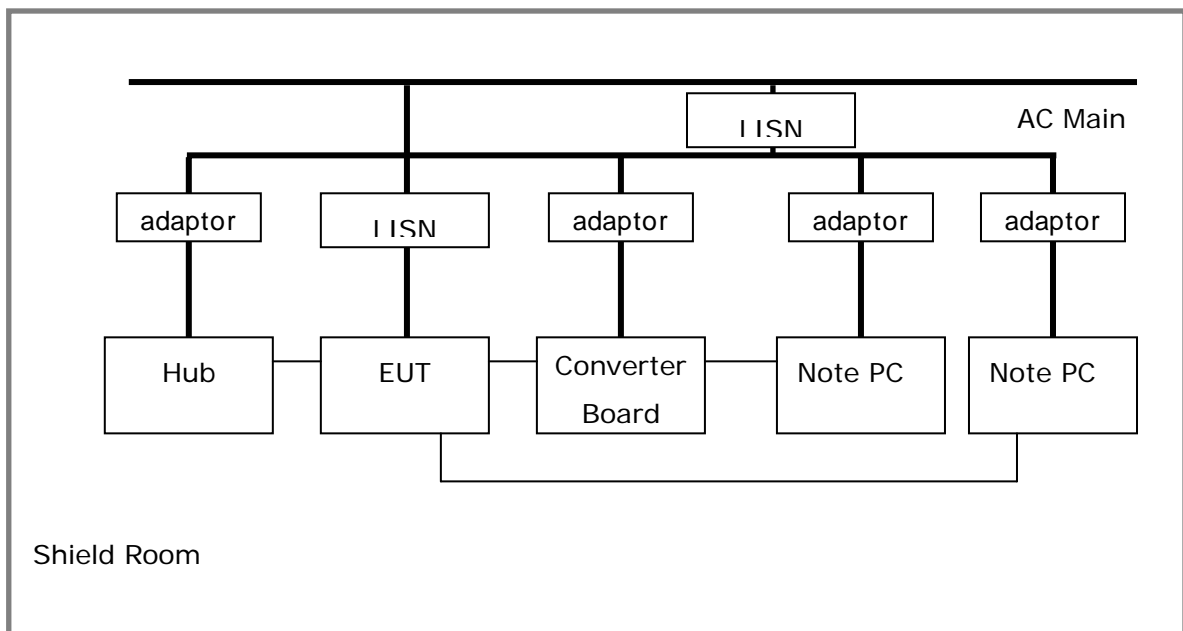 LISN
AC Main
adaptor
LISN
adaptor
adaptor
adaptor
Hub
EUT
Converter
Board
Note PC
Note PC
Shield Room